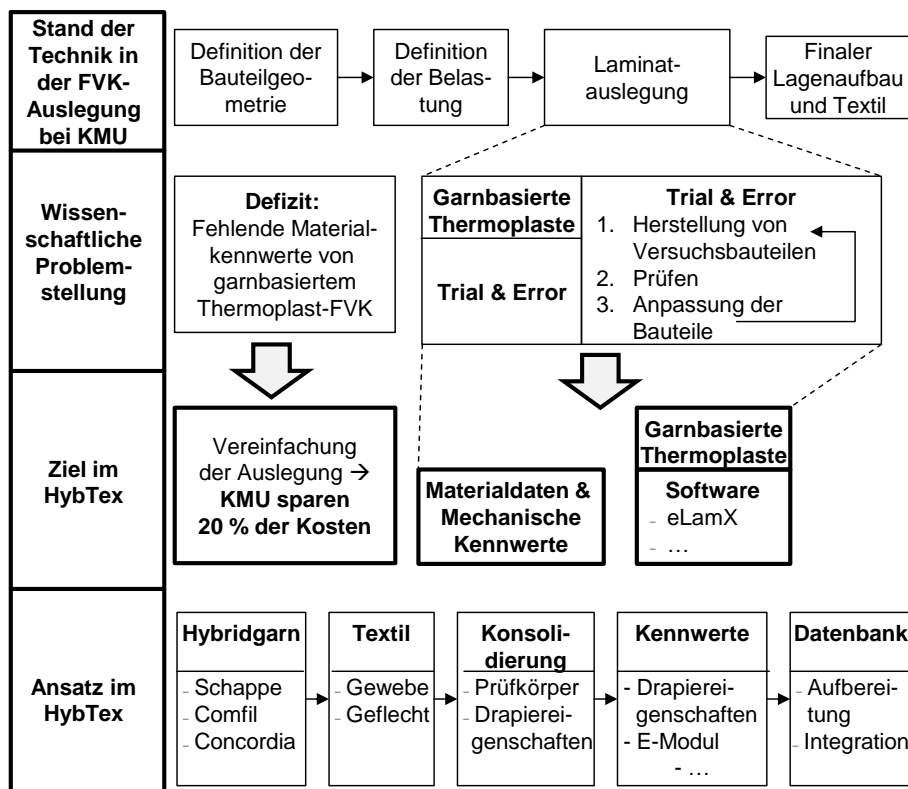 Stand der
Technik in
der FVK-
Auslegung
bei KMU
Definition der
Bauteilgeo-
metrie
Definition
der Belas-
tung
Laminat-
auslegung
Finaler
Lagenaufbau
und Textil
Wissen-
schaftliche
Problem-
stellung
Defizit:
Fehlende Material-
kennwerte von
garnbasiertem
Thermoplast-FVK
Garnbasierte
Thermoplaste
Trial & Error
Trial & Error
1. Herstellung von
Versuchsbauteilen
2. Prüfen
3. Anpassung der
Bauteile
Ziel im
HybTex
Vereinfachung
der Auslegung →
KMU sparen
20 % der Kosten
Materialdaten &
Mechanische
Kennwerte
Garnbasierte
Thermoplaste
Software
- eLamX
- ...
Ansatz im
HybTex
Hybridgarn
- Schappe
- Comfil
- Concordia
Textil
- Gewebe
- Geflecht
Konsoli-
dierung
- Prüfkörper
- Drapierei-
genschaften
Kennwerte
- Drapierei-
genschaften
- E-Modul
- ...
Datenbank
- Aufberei-
tung
- Integration